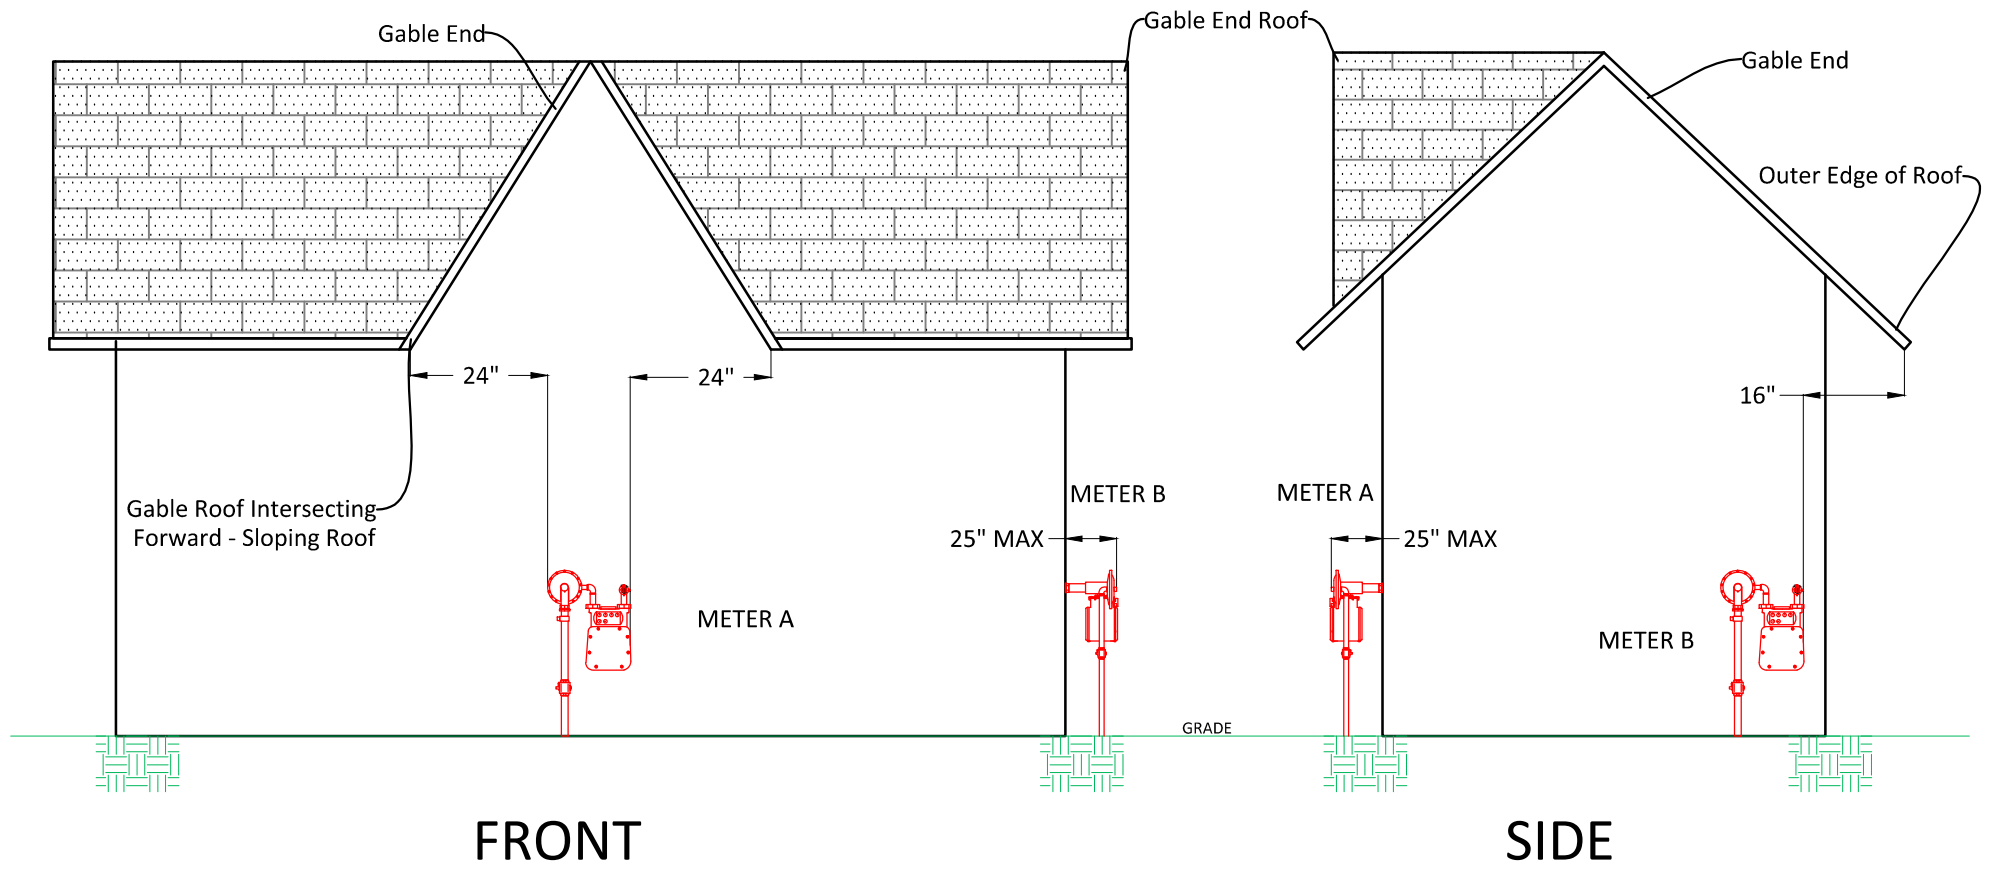 Gable End
Gable End Roof
Gable End
Outer Edge of Roof
24"
24"
16"
Gable Roof Intersecting
Forward - Sloping Roof
METER B
METER A
25" MAX
25" MAX
METER A
METER B
GRADE
FRONT
SIDE